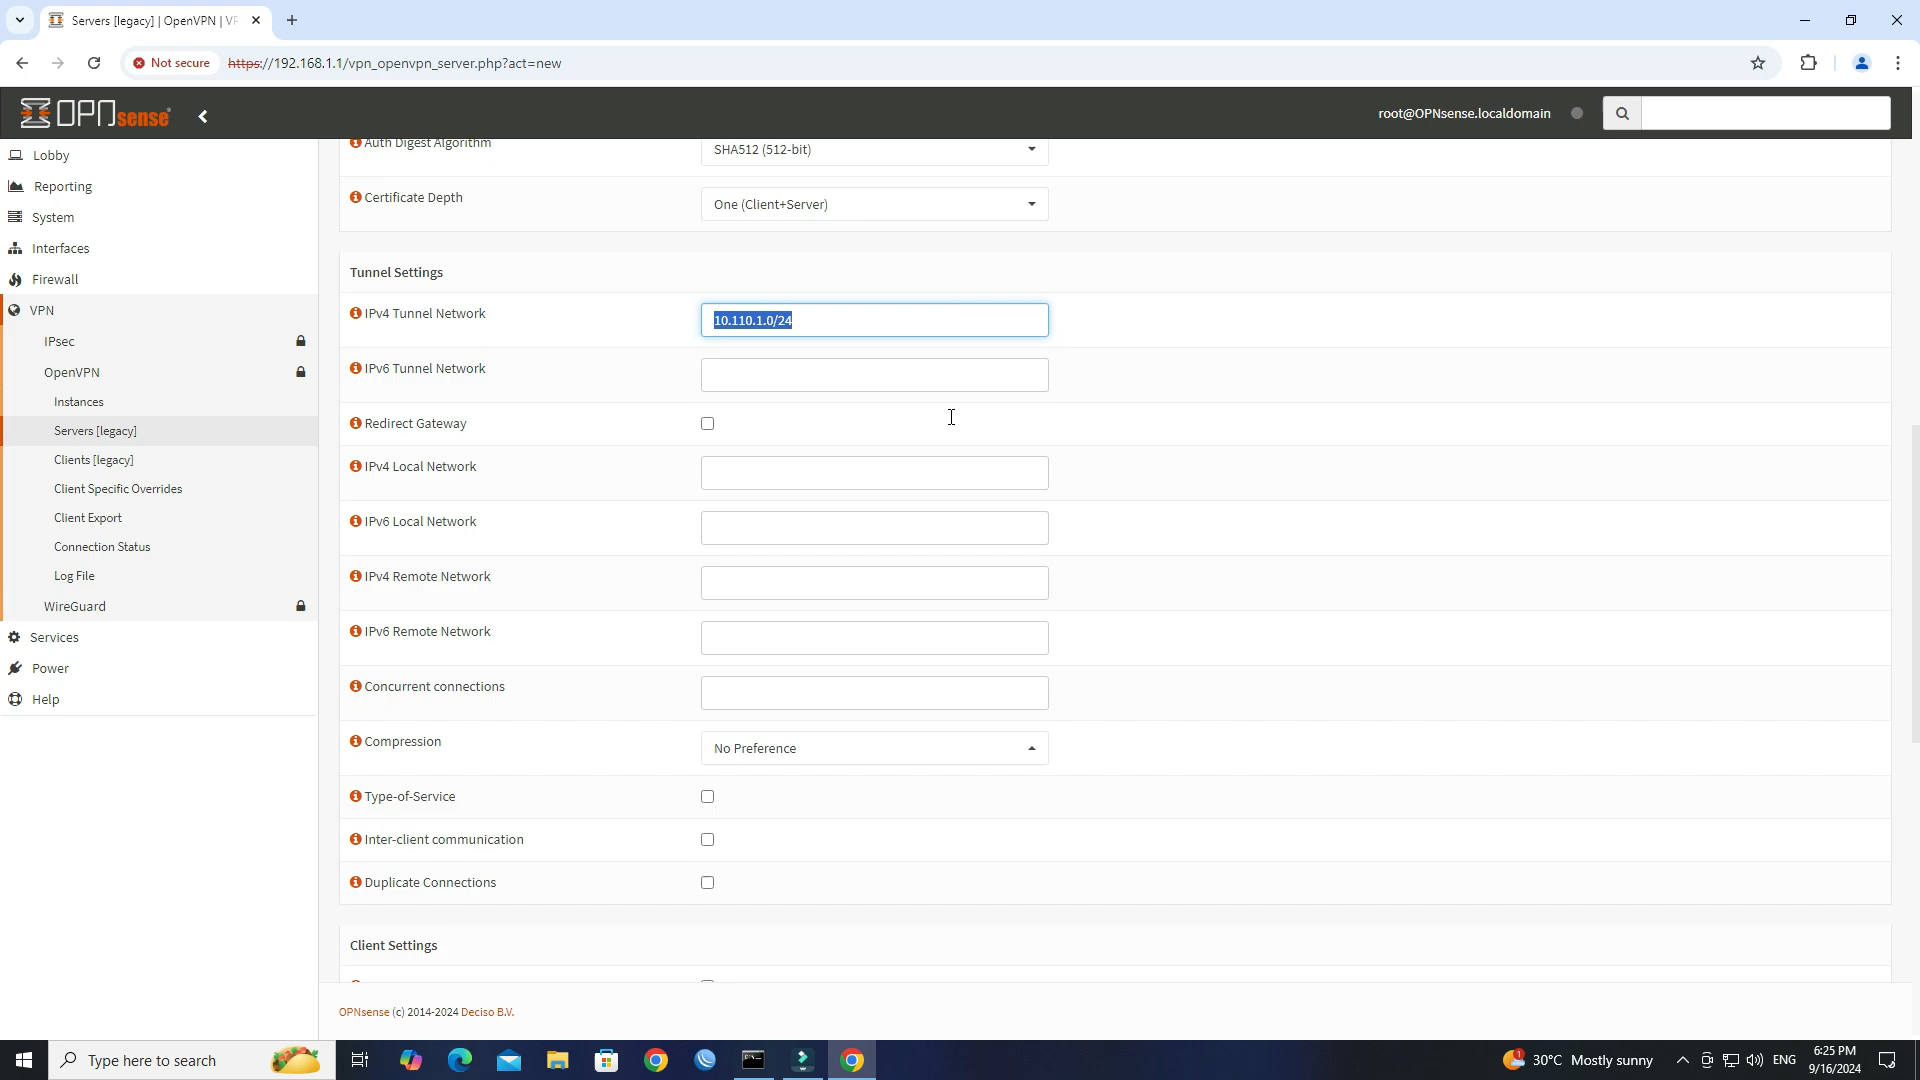 Servers [legacy] | OpenVPN | VP
Not secure
https://192.168.1.1/vpn_openvpn_server.php?act=new
OPNsense
root@OPNsense.localdomain
Lobby
Reporting
System
Interfaces
Firewall
VPN
IPsec
OpenVPN
Instances
Servers [legacy]
Clients [legacy]
Client Specific Overrides
Client Export
Connection Status
Log File
WireGuard
Services
Power
Help
Auth Digest Algorithm
SHA512 (512-bit)
Certificate Depth
One (Client+Server)
Tunnel Settings
IPv4 Tunnel Network
10.110.1.0/24
IPv6 Tunnel Network
Redirect Gateway
IPv4 Local Network
IPv6 Local Network
IPv4 Remote Network
IPv6 Remote Network
Concurrent connections
Compression
No Preference
Type-of-Service
Inter-client communication
Duplicate Connections
Client Settings
OPNsense (c) 2014-2024 Deciso B.V.
Type here to search
1
30°C Mostly sunny
ENG
6:25 PM
9/16/2024